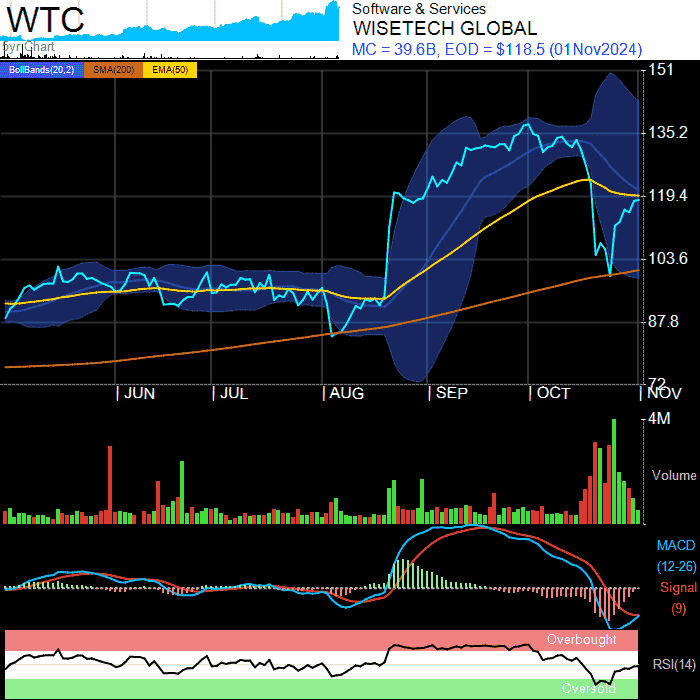 WTC
byrlChart
Software & Services
WISETECH GLOBAL
MC = 39.6B, EOD = $118.5 (01Nov2024)
BollBands(20,2) SMA(200) EMA(50)
151
135.2
119.4
103.6
87.8
72
JUN JUL AUG SEP OCT NOV
4M
Volume
MACD
(12-26)
Signal
(9)
Overbought
RSI(14)
Oversold